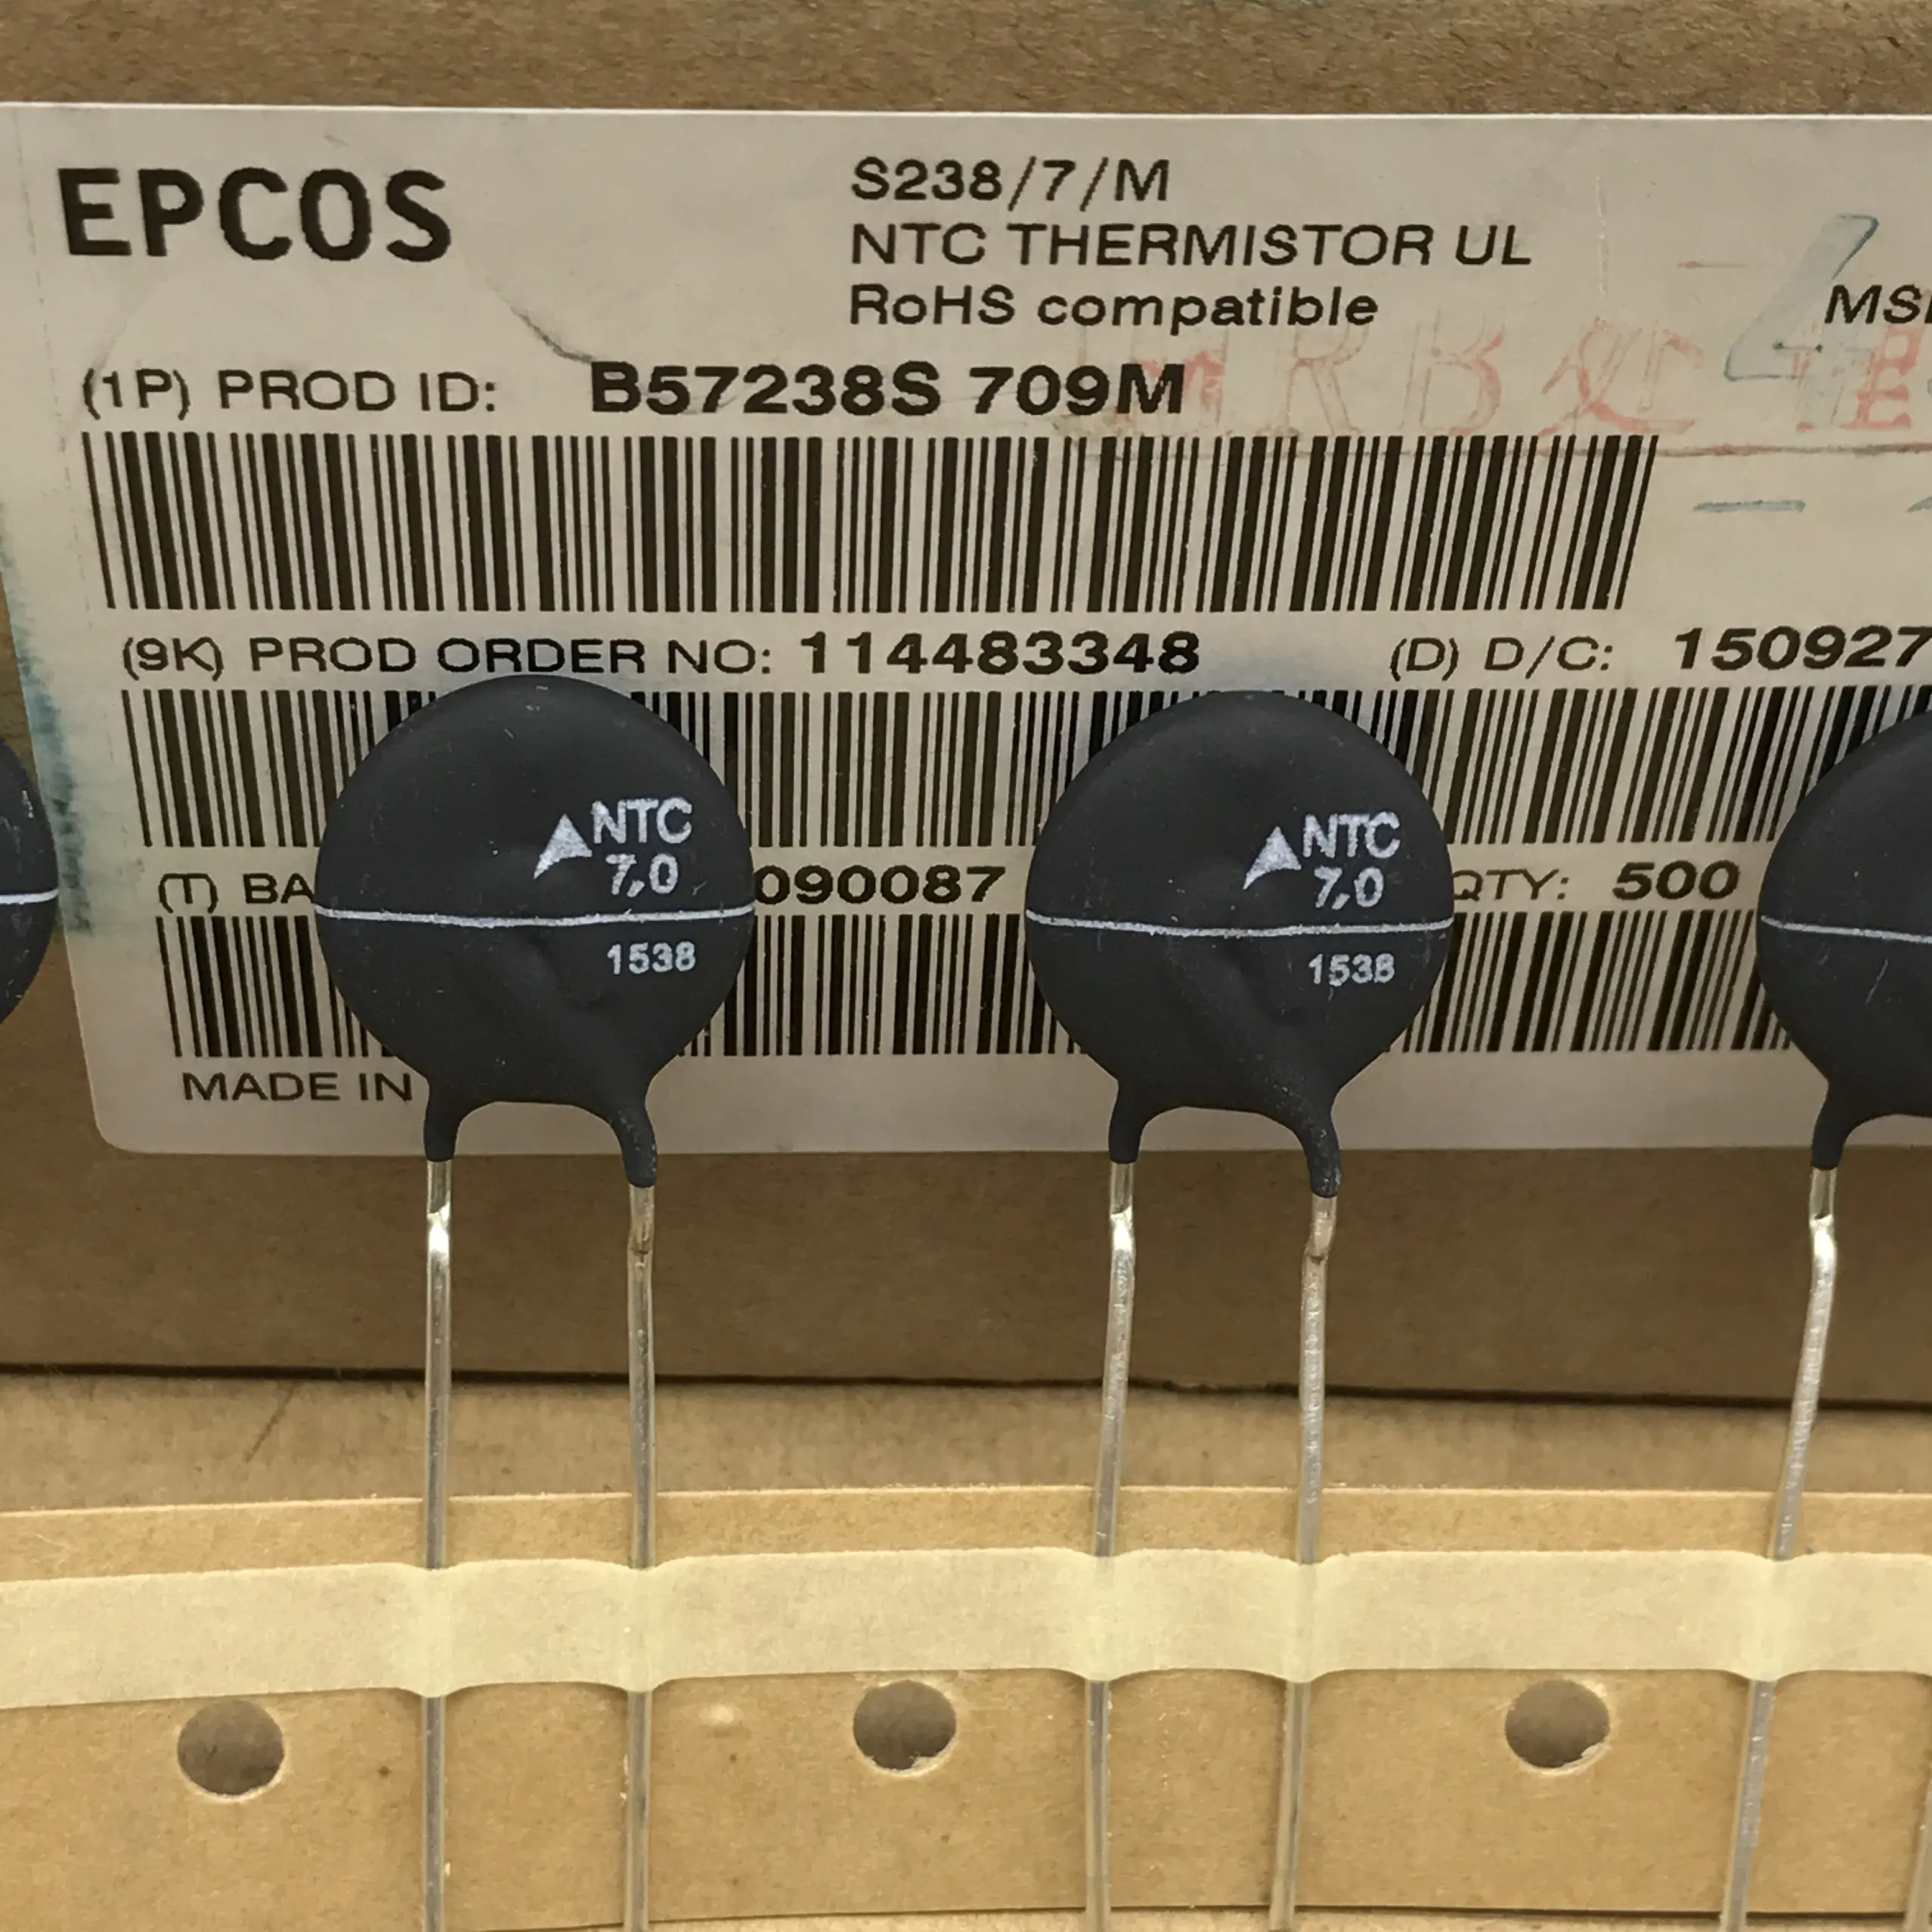 EPCOS
S238/7/M
NTC THERMISTOR UL
RoHS compatible
(1P) PROD ID: B57238S 709M
MRB
(9K) PROD ORDER NO: 114483348
(D) D/C: 150927
(T) BA
090087
QTY: 500
MADE IN
NTC
7,0
1538
NTC
7,0
1538